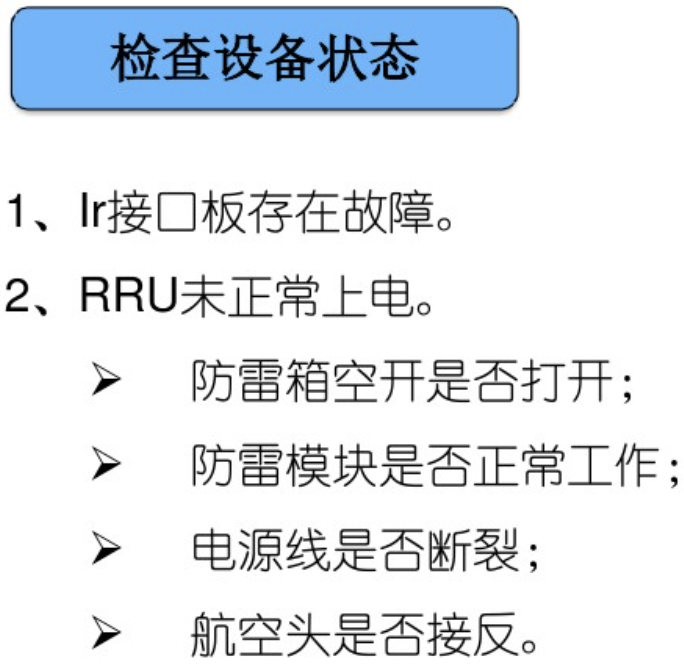 检查设备状态
1、Ir接口板存在故障。
2、RRU未正常上电。
➢ 防雷箱空开是否打开；
➢ 防雷模块是否正常工作；
➢ 电源线是否断裂；
➢ 航空头是否接反。